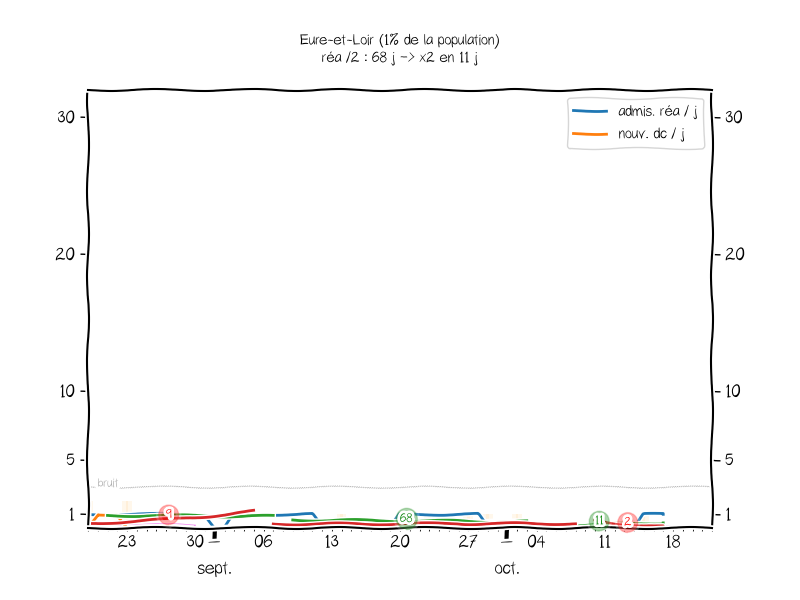 Eure-et-Loir (1% de la population)
réa /2 : 68 j -> x2 en 11 j
admis. réa / j
nouv. dc / j
30 30
20 20
10 10
5 5
bruit
1 1
9 68 11 2
23 30 06 13 20 27 04 11 18
sept. oct.